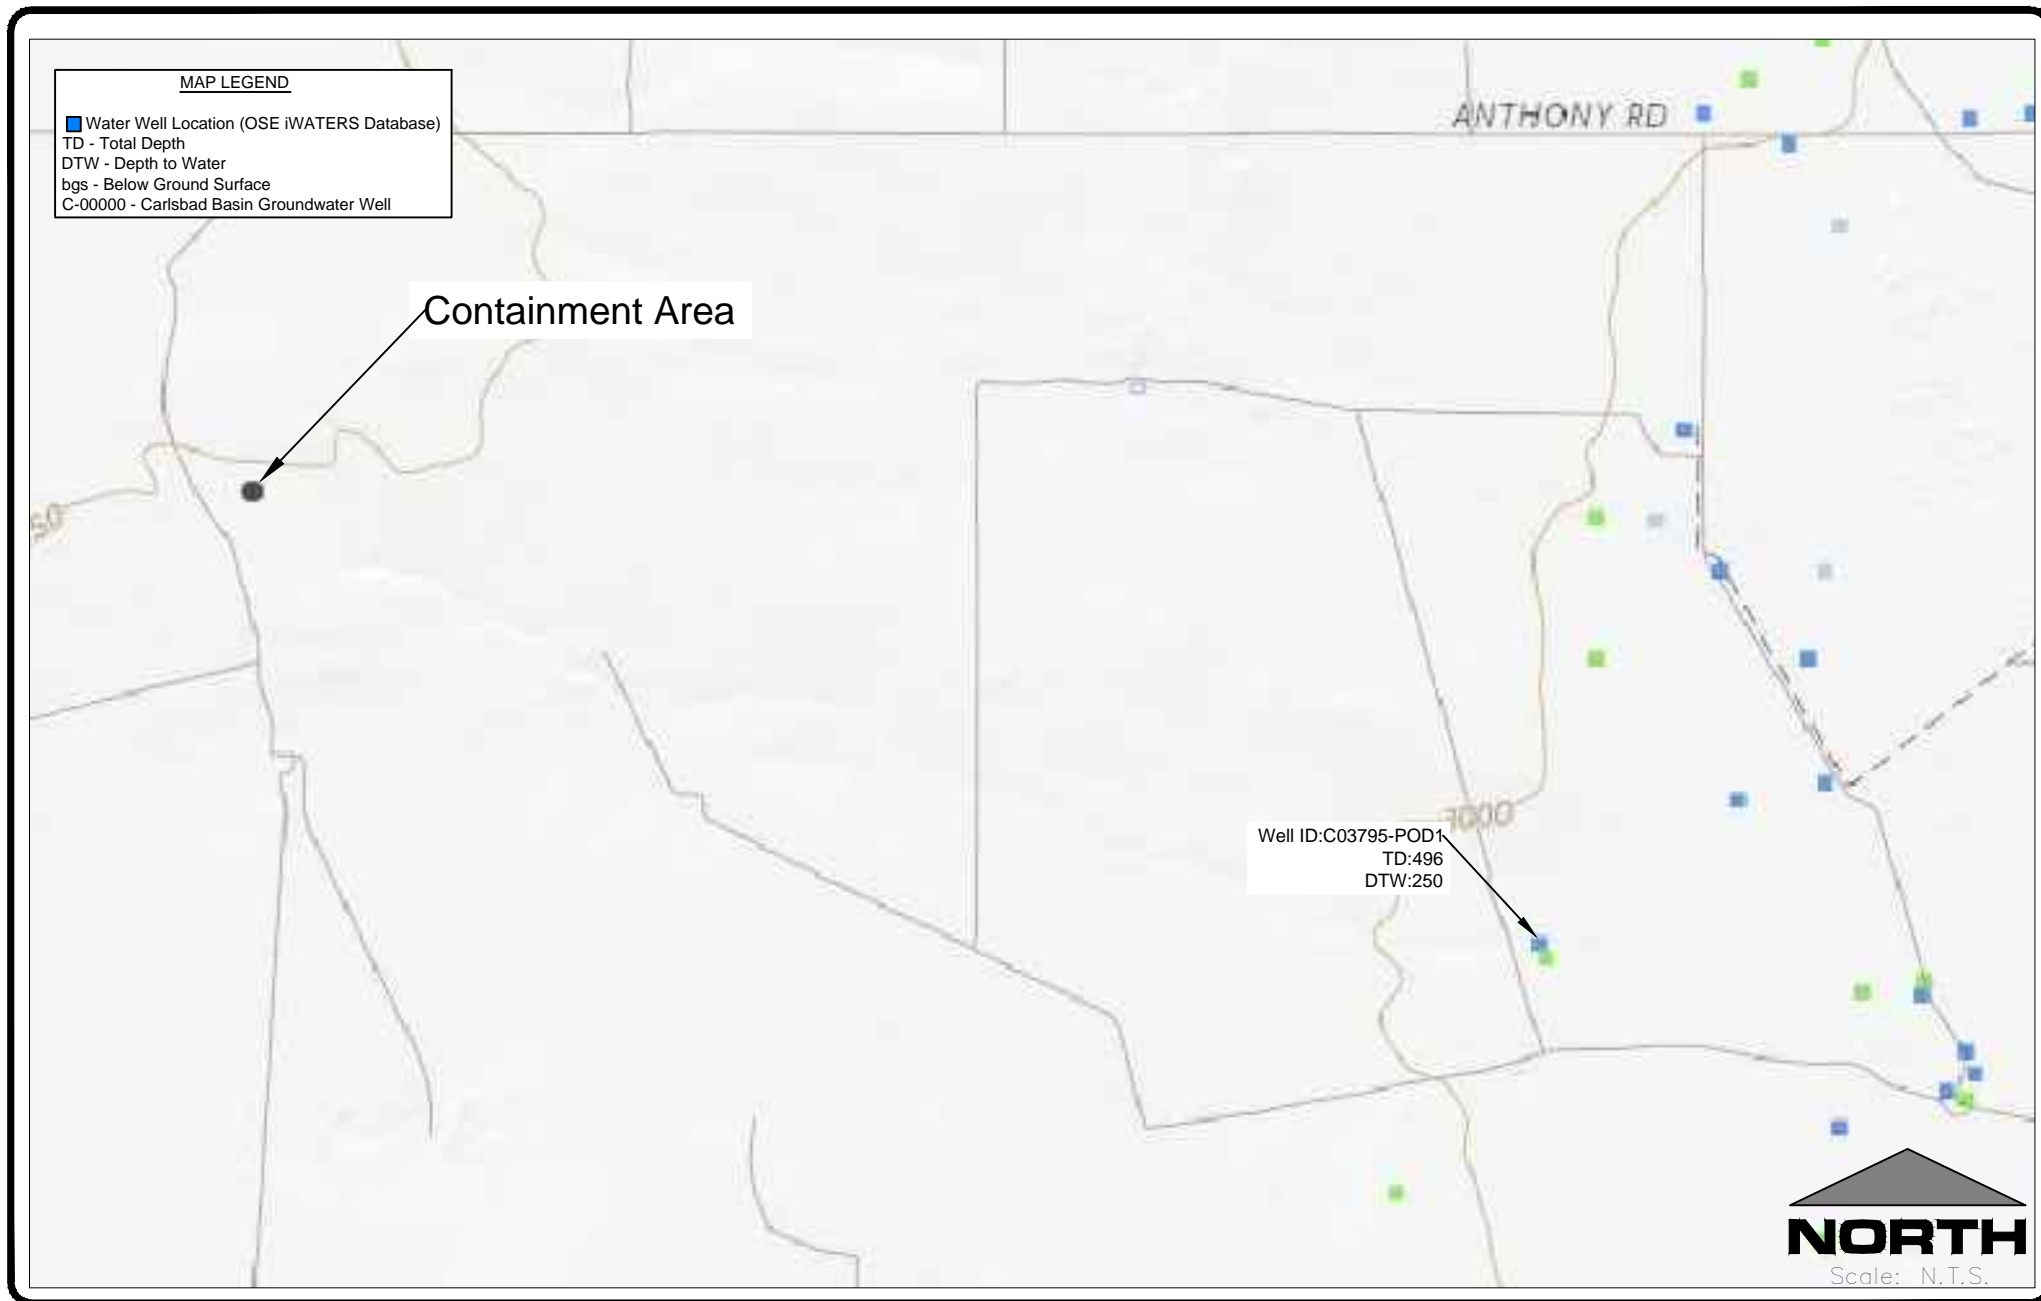 MAP LEGEND
Water Well Location (OSE iWATERS Database)
TD - Total Depth
DTW - Depth to Water
bgs - Below Ground Surface
C-00000 - Carlsbad Basin Groundwater Well
ANTHONY RD
Containment Area
50
3000
Well ID:C03795-POD1
TD:496
DTW:250
NORTH
Scale: N.T.S.